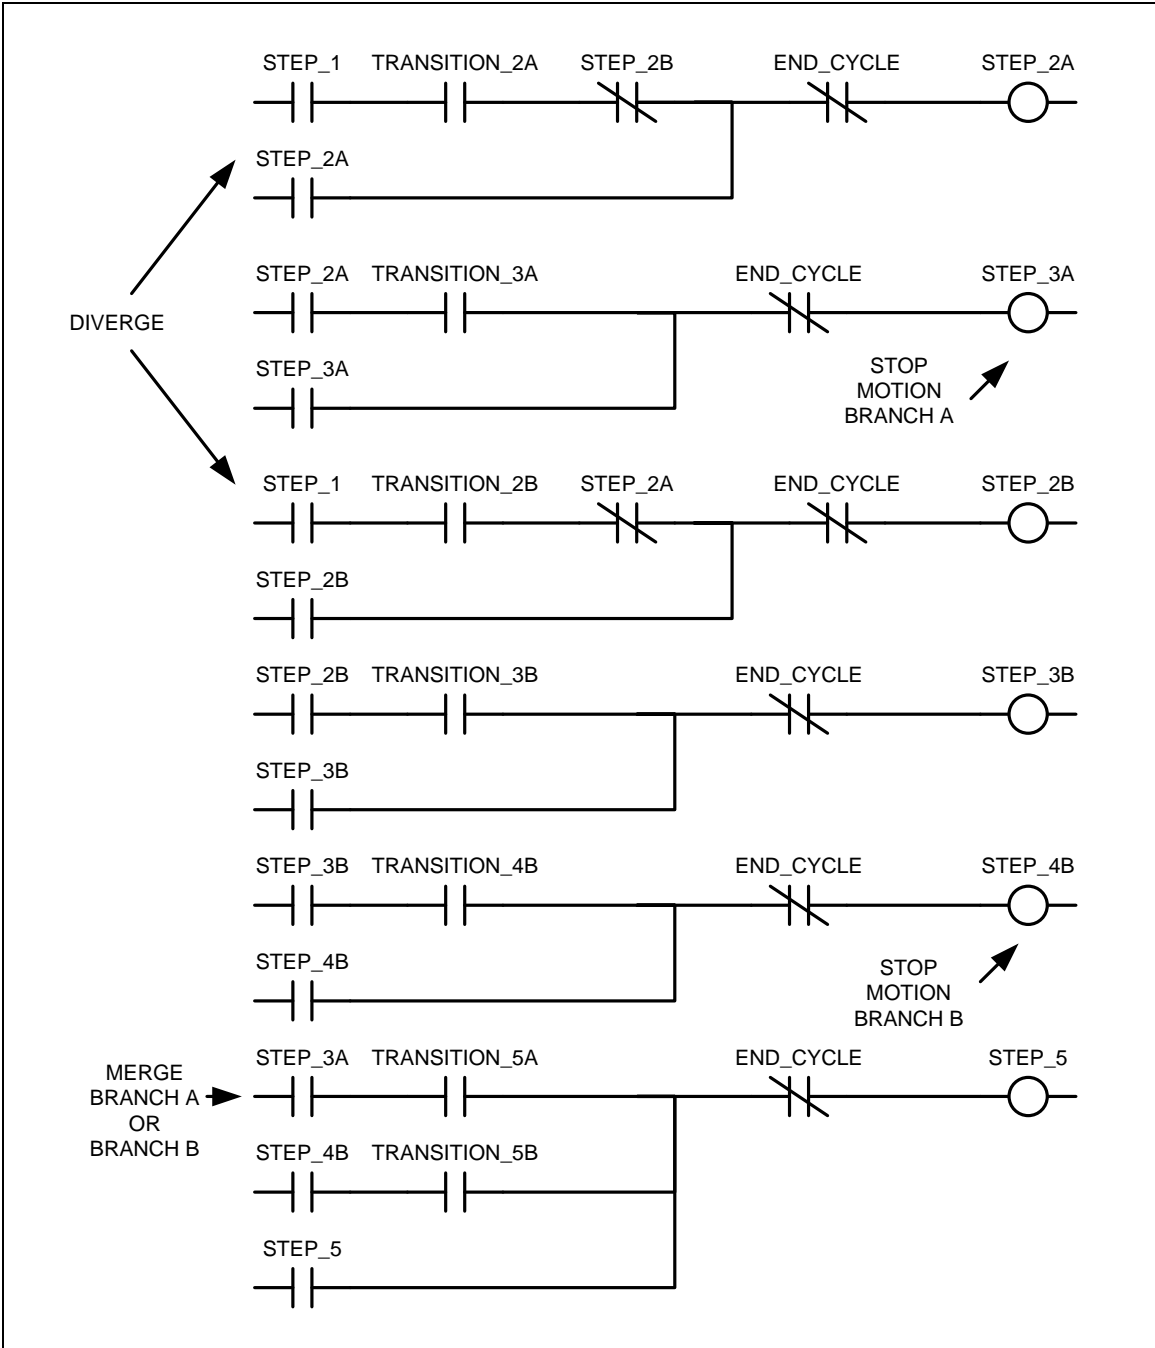 STEP_1 TRANSITION_2A STEP_2B END_CYCLE STEP_2A
STEP_2A
STEP_2A TRANSITION_3A END_CYCLE STEP_3A
DIVERGE
STEP_3A
STOP
MOTION
BRANCH A
STEP_1 TRANSITION_2B STEP_2A END_CYCLE STEP_2B
STEP_2B
STEP_2B TRANSITION_3B END_CYCLE STEP_3B
STEP_3B
STEP_3B TRANSITION_4B END_CYCLE STEP_4B
STEP_4B
STOP
MOTION
BRANCH B
STEP_3A TRANSITION_5A END_CYCLE STEP_5
MERGE
BRANCH A
OR
BRANCH B
STEP_4B TRANSITION_5B
STEP_5